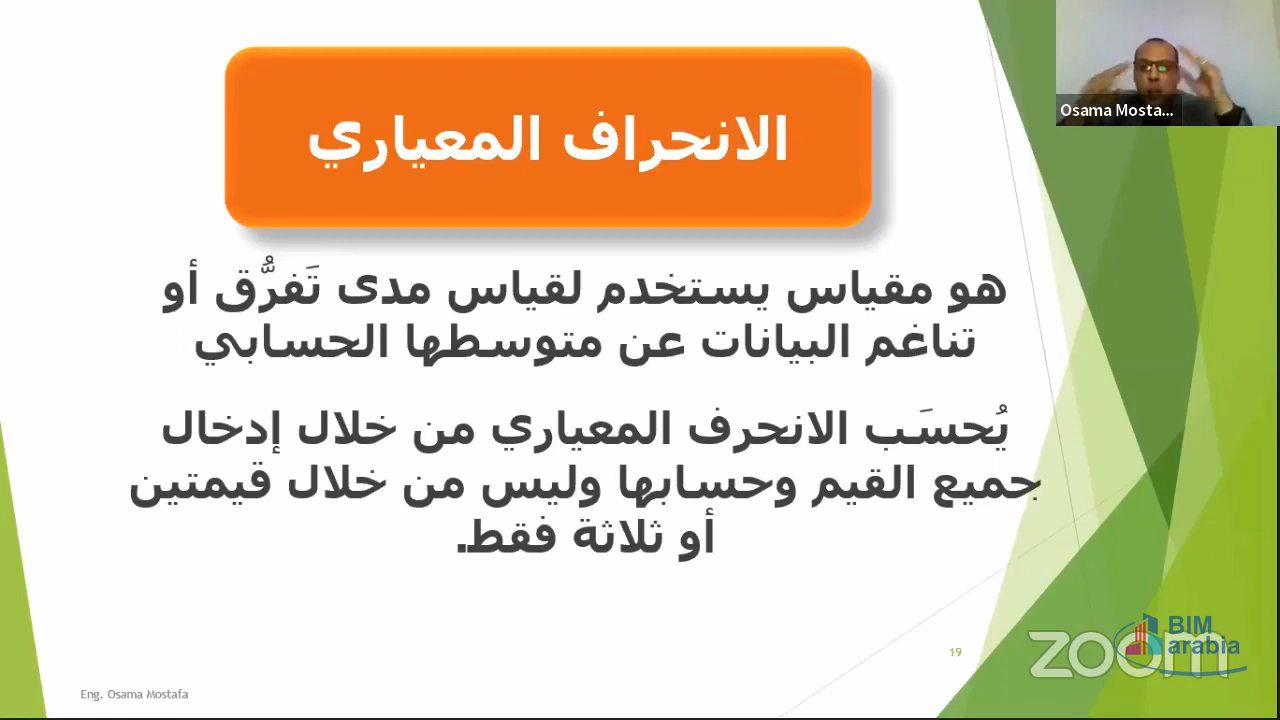 الانحراف المعياري
Osama Mosta...
هو مقياس يستخدم لقياس مدى تَفرُّق أو
تناغم البيانات عن متوسطها الحسابي
يُحسَب الانحرف المعياري من خلال إدخال
جميع القيم وحسابها وليس من خلال قيمتين
أو ثلاثة فقط.
19
Eng. Osama Mostafa
zoom
BIM
arabia